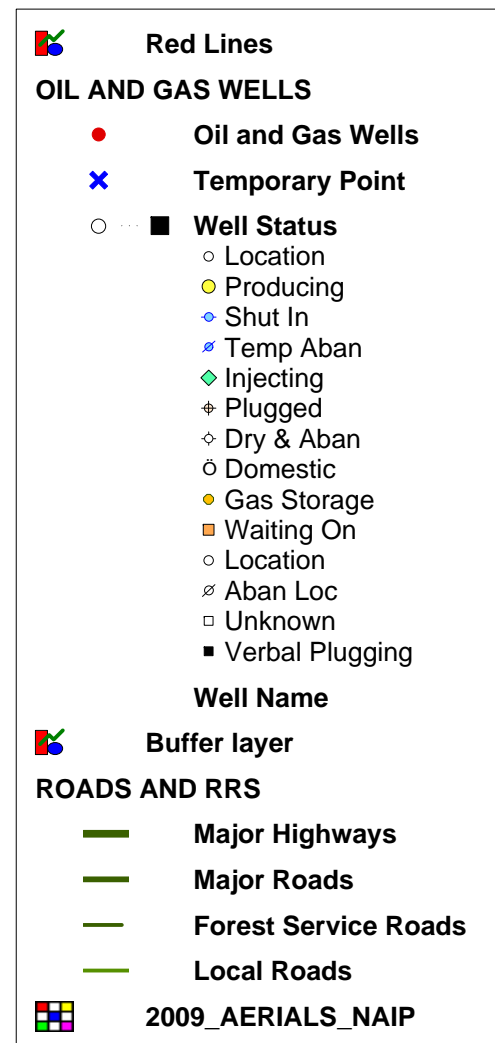 Red Lines
OIL AND GAS WELLS
Oil and Gas Wells
Temporary Point
Well Status
Location
Producing
Shut In
Temp Aban
Injecting
Plugged
Dry & Aban
Ö Domestic
Gas Storage
Waiting On
Location
Aban Loc
Unknown
Verbal Plugging
Well Name
Buffer layer
ROADS AND RRS
Major Highways
Major Roads
Forest Service Roads
Local Roads
2009_AERIALS_NAIP